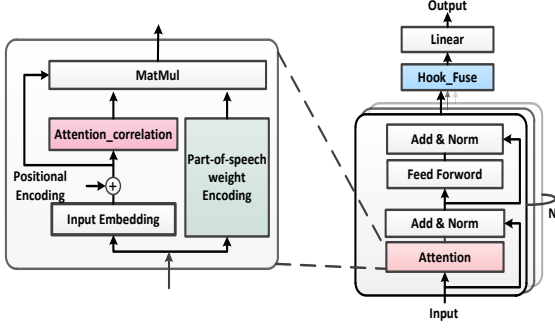 Output
Linear
Hook_Fuse
Add & Norm
Feed Forword
Add & Norm
Attention
N
Input
MatMul
Attention_correlation
Part-of-speech
weight
Encoding
Positional
Encoding
+
Input Embedding